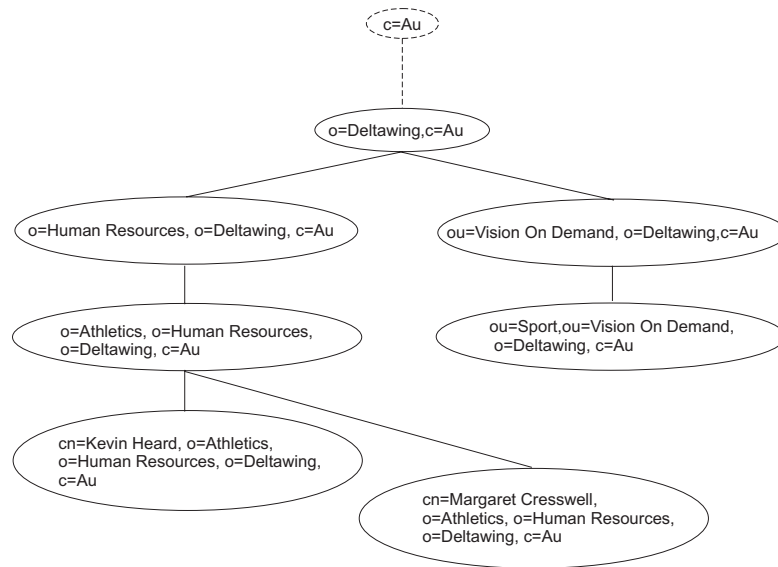 c=Au
o=Deltawing,c=Au
o=Human Resources, o=Deltawing, c=Au
ou=Vision On Demand, o=Deltawing,c=Au
o=Athletics, o=Human Resources,
o=Deltawing, c=Au
ou=Sport,ou=Vision On Demand,
o=Deltawing, c=Au
cn=Kevin Heard, o=Athletics,
o=Human Resources, o=Deltawing,
c=Au
cn=Margaret Cresswell,
o=Athletics, o=Human Resources,
o=Deltawing, c=Au